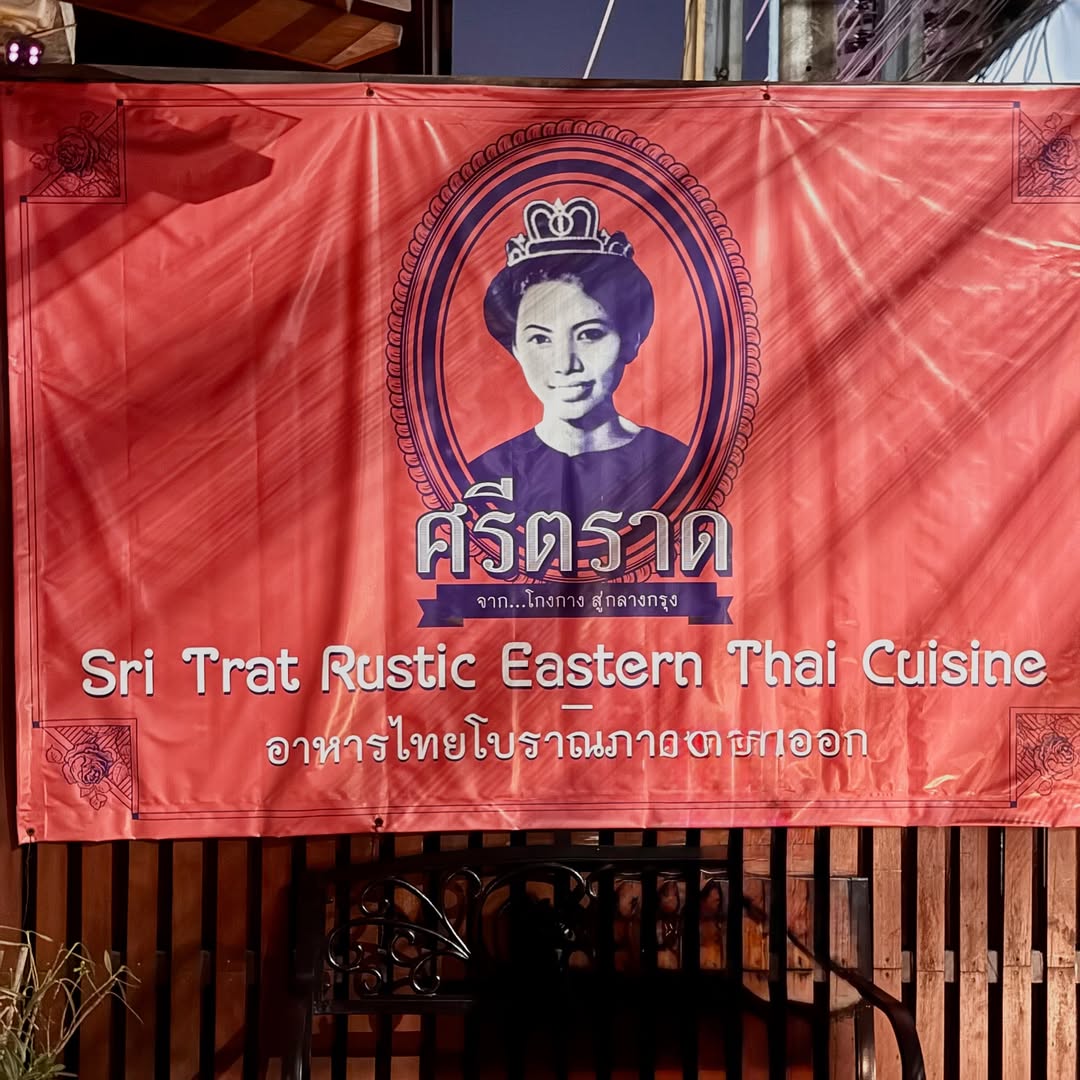 ศรีตราด
จาก...โกงกาง สู่กลางกรุง
Sri Trat Rustic Eastern Thai Cuisine
อาหารไทยโบราณภาคตะวันออก